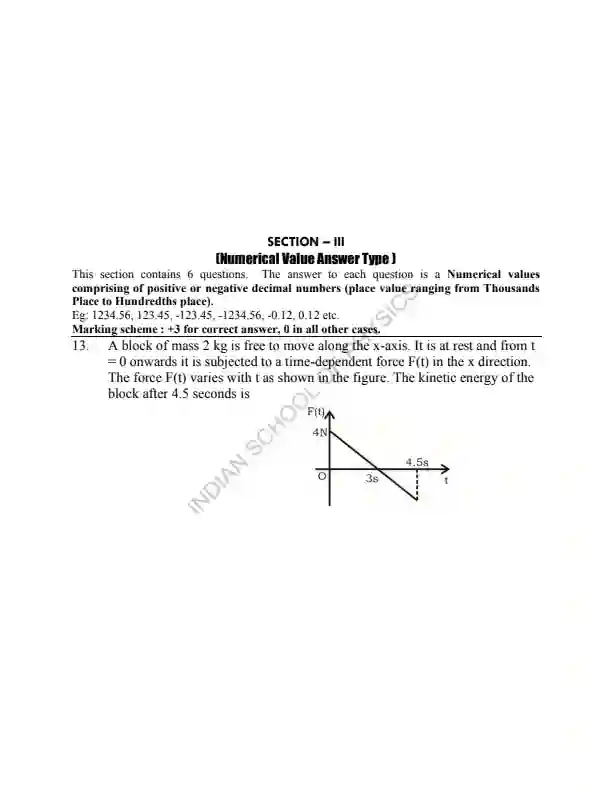 SECTION – III
(Numerical Value Answer Type )
This section contains 6 questions. The answer to each question is a Numerical values
comprising of positive or negative decimal numbers (place value ranging from Thousands
Place to Hundredths place).
Eg: 1234.56, 123.45, -123.45, -1234.56, -0.12, 0.12 etc.
Marking scheme : +3 for correct answer, 0 in all other cases.
13. A block of mass 2 kg is free to move along the x-axis. It is at rest and from t
= 0 onwards it is subjected to a time-dependent force F(t) in the x direction.
The force F(t) varies with t as shown in the figure. The kinetic energy of the
block after 4.5 seconds is
F(t)
4N
4.5s
O
3s
t
INDIAN SCHOOL OF PHYSICS